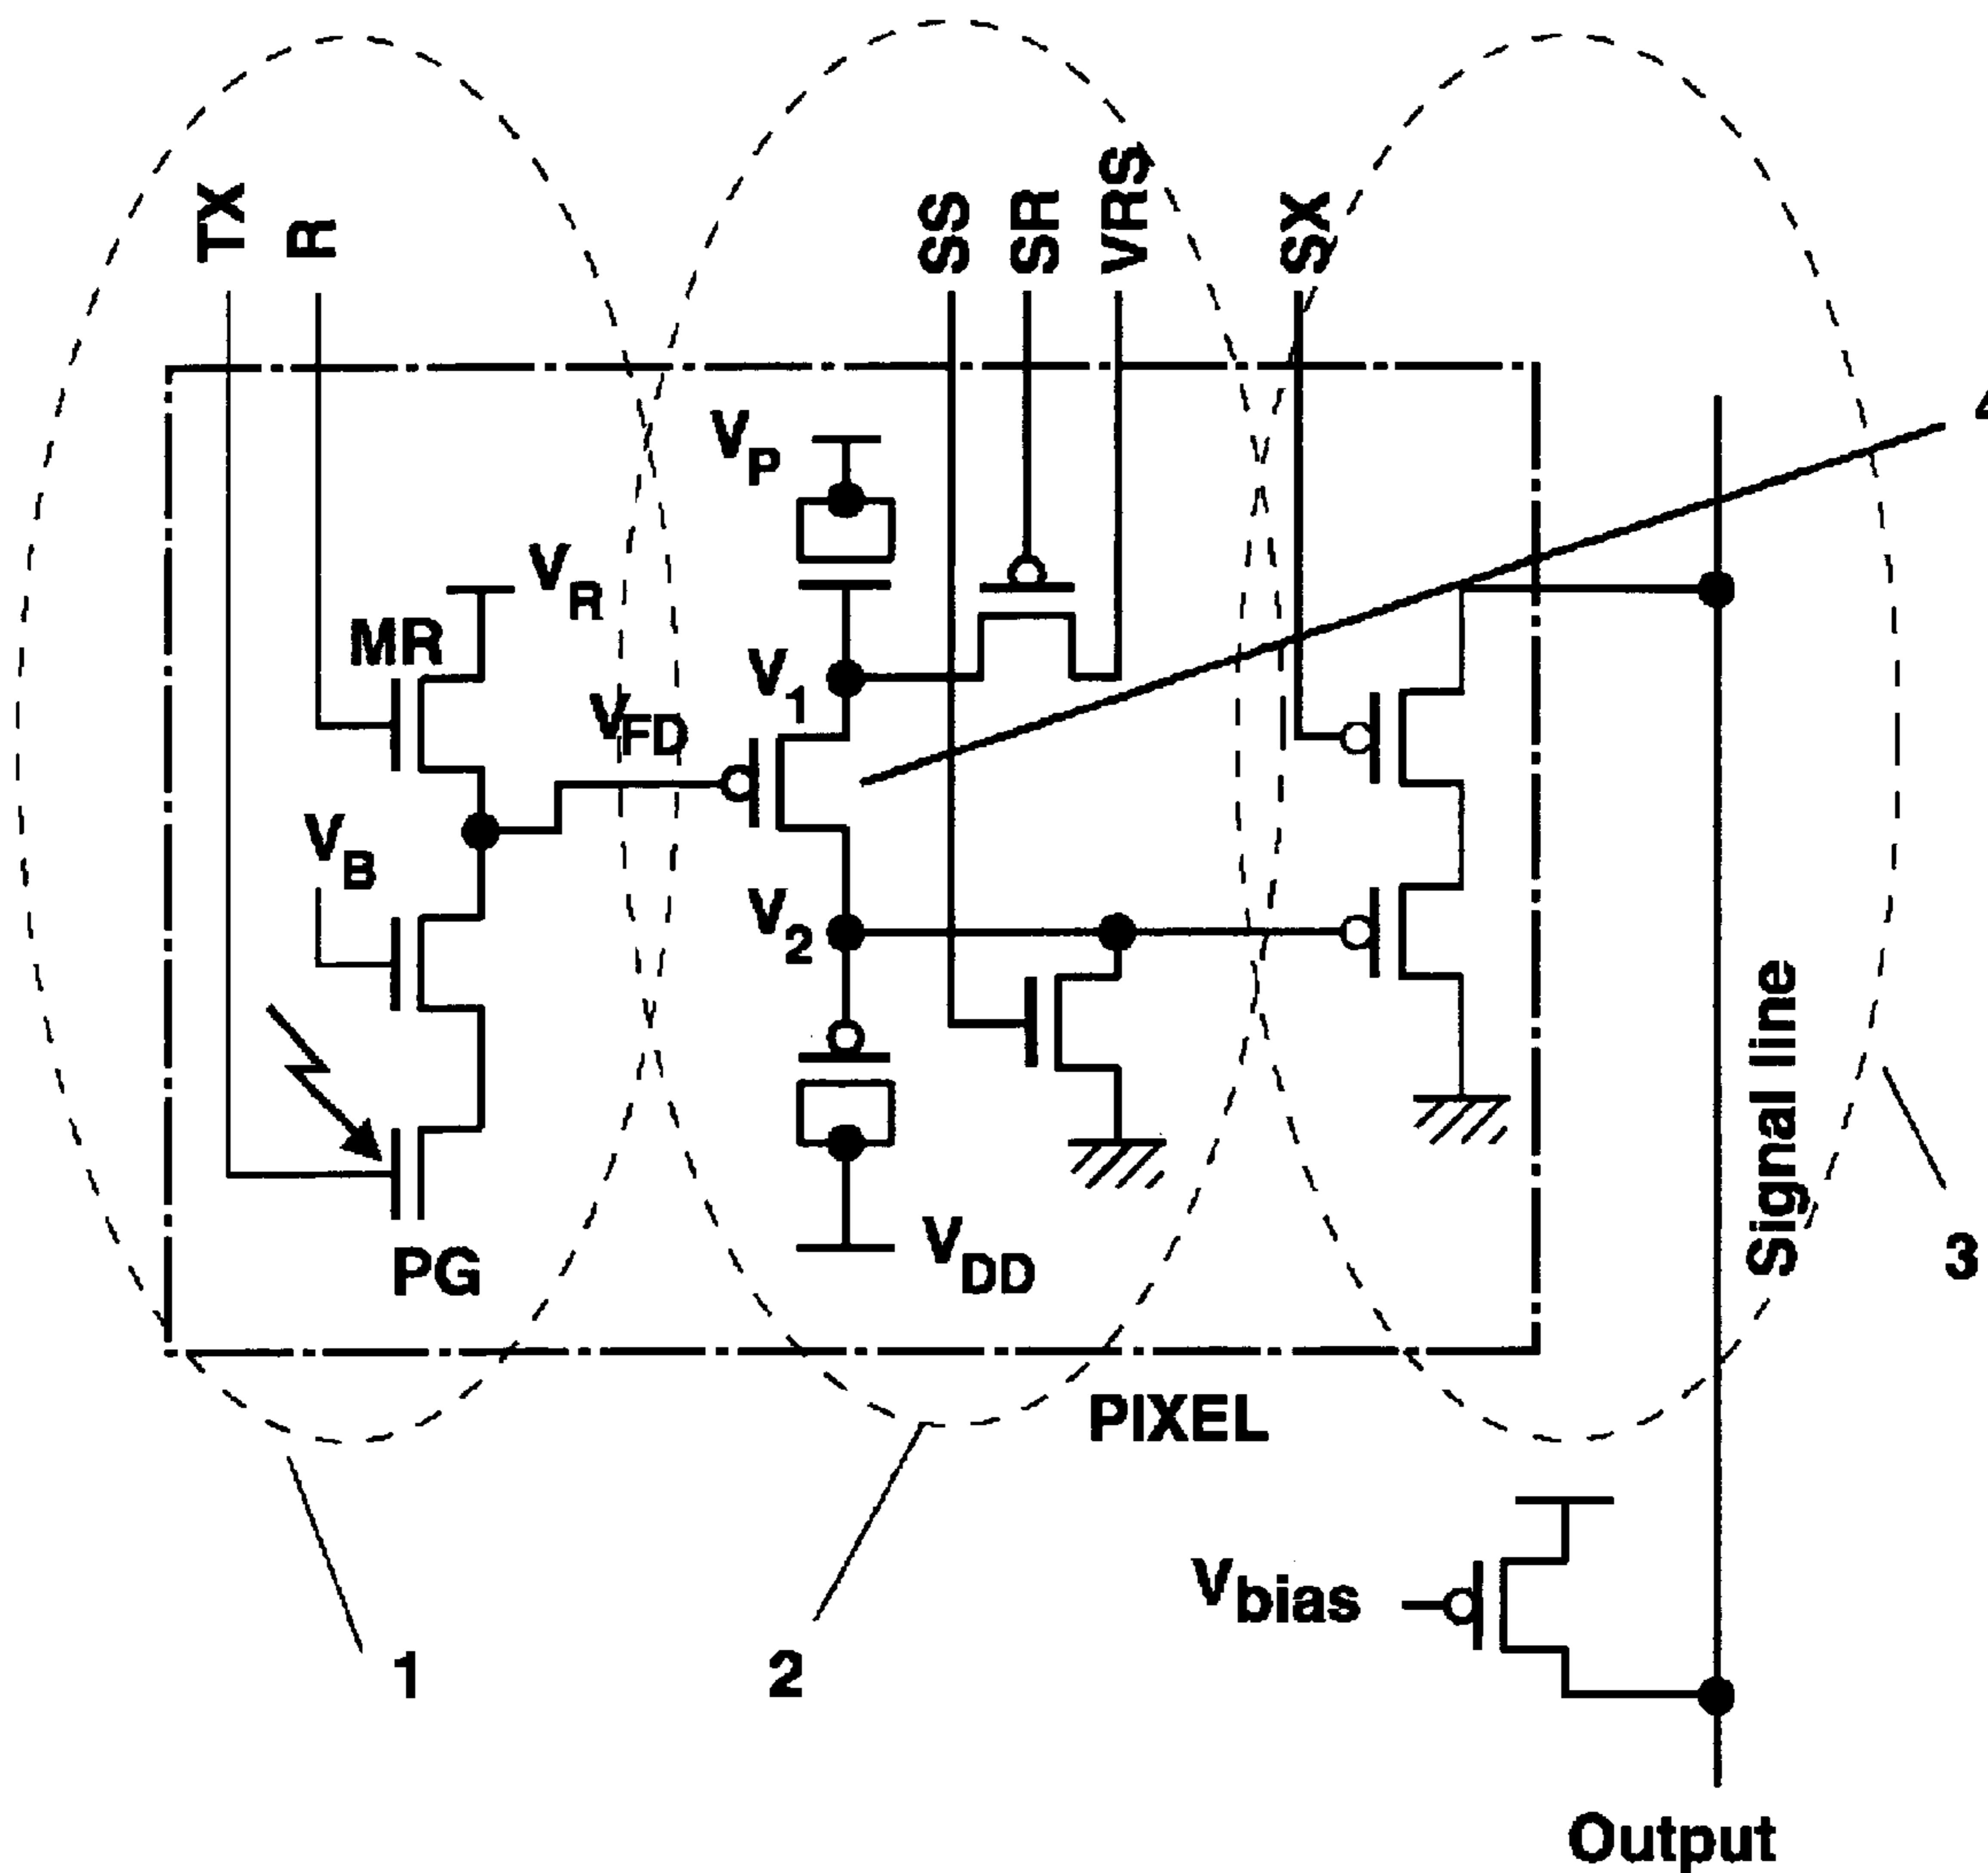 TX
R
SS
SR
VRS
SX
4
VP
VR
MR
V1
VFD
VB
V2
PG
VDD
Signal line
3
PIXEL
Vbias
1
2
Output